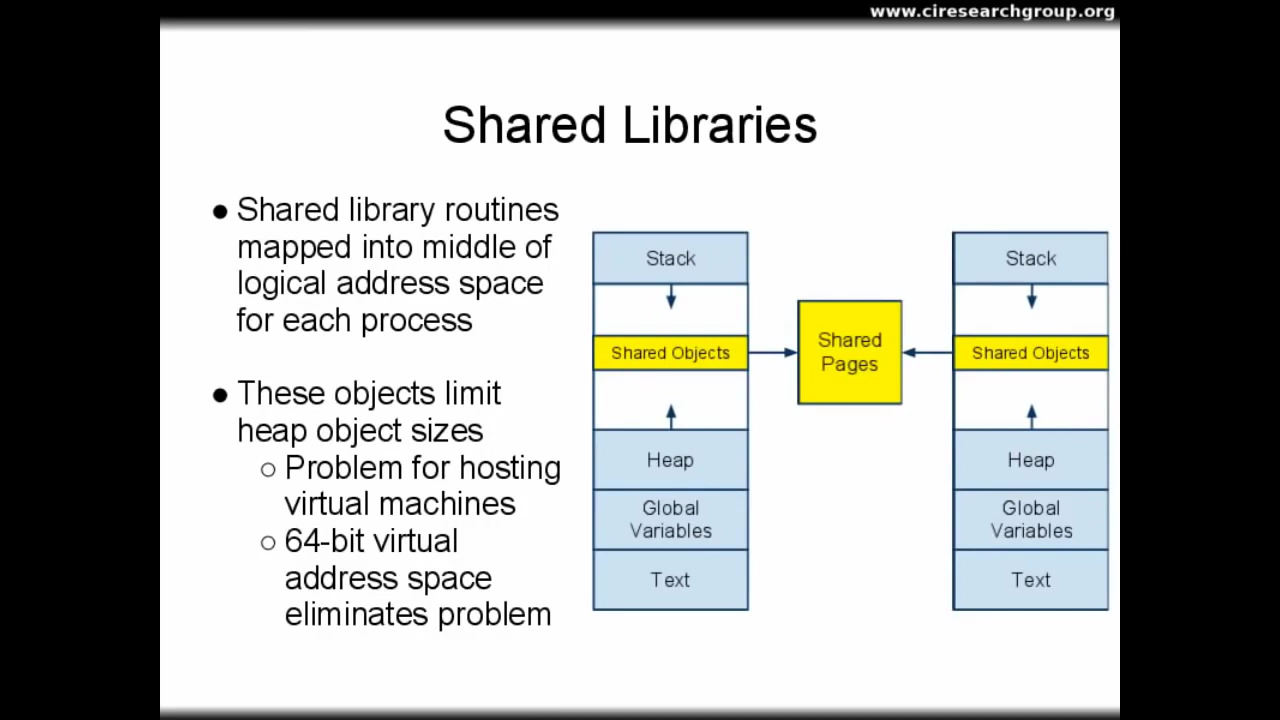 www.ciresearchgroup.org
Shared Libraries
● Shared library routines
mapped into middle of
logical address space
for each process
● These objects limit
heap object sizes
○ Problem for hosting
virtual machines
○ 64-bit virtual
address space
eliminates problem
Stack
Shared Objects
Heap
Global
Variables
Text
Shared
Pages
Stack
Shared Objects
Heap
Global
Variables
Text